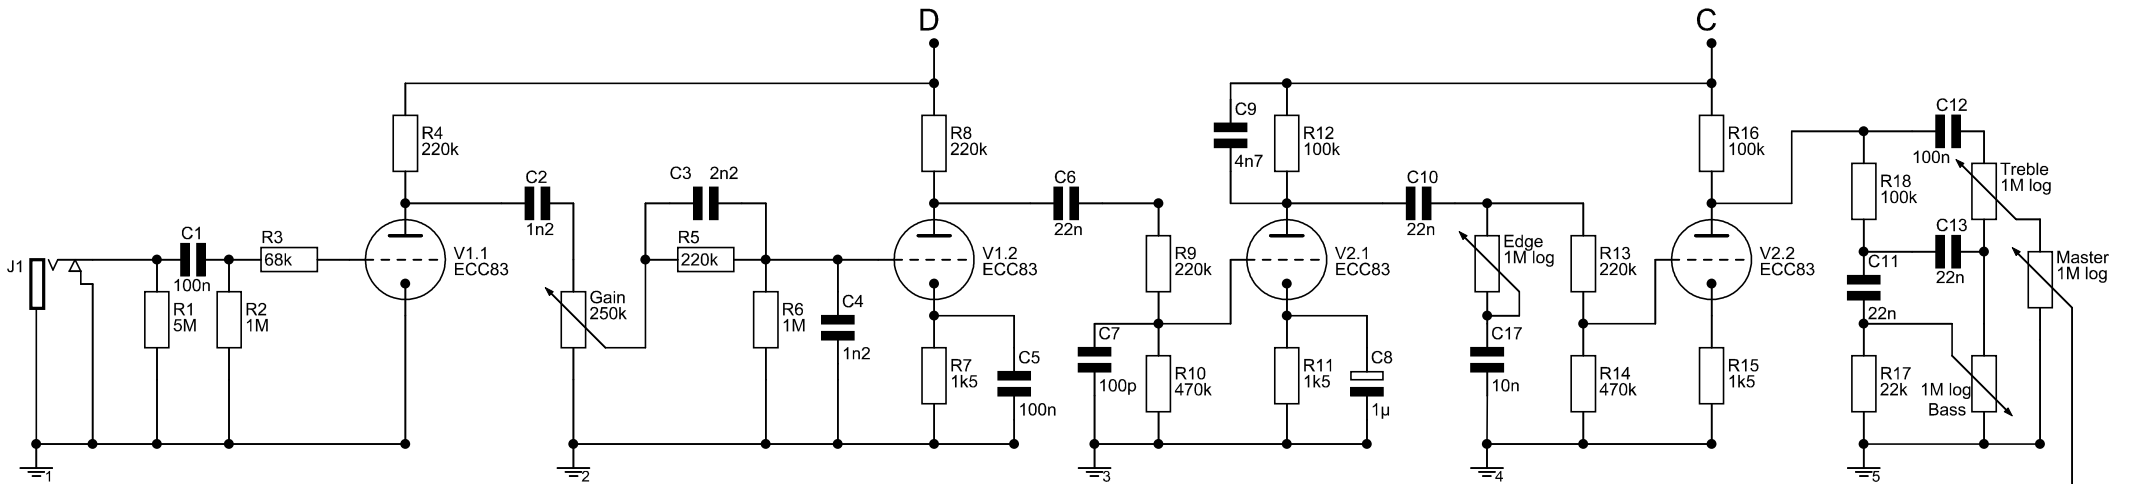 D
C
R4
220k
R8
220k
C9
4n7
R12
100k
R16
100k
C12
100n
Treble
1M log
R18
100k
C2
1n2
C3 2n2
C6
22n
C10
22n
C13
22n
J1
C1
100n
R3
68k
V1.1
ECC83
R5
220k
V1.2
ECC83
R9
220k
V2.1
ECC83
Edge
1M log
R13
220k
V2.2
ECC83
C11
22n
Master
1M log
R1
5M
R2
1M
Gain
250k
R6
1M
C4
1n2
R7
1k5
C5
100n
C7
100p
R10
470k
R11
1k5
C8
1µ
C17
10n
R14
470k
R15
1k5
R17
22k
1M log
Bass
1
2
3
4
5